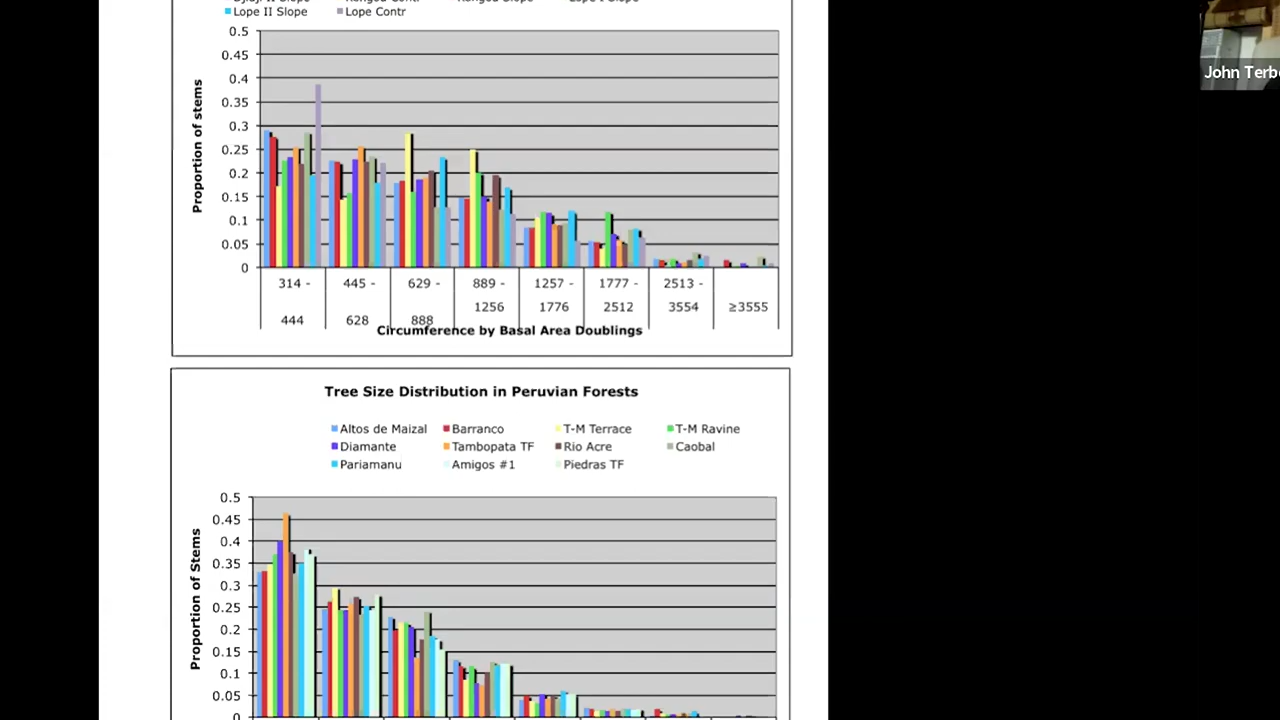 Lope II Slope Lope Contr
0.5
0.45
0.4
0.35
0.3
0.25
0.2
0.15
0.1
0.05
0
Proportion of stems
314 - 445 - 629 - 889 - 1257 - 1777 - 2513 -
444 628 888 1256 1776 2512 3554 ≥3555
Circumference by Basal Area Doublings
John Terb
Tree Size Distribution in Peruvian Forests
Altos de Maizal Barranco T-M Terrace T-M Ravine
Diamante Tambopata TF Rio Acre Caobal
Pariamanu Amigos #1 Piedras TF
0.5
0.45
0.4
0.35
0.3
0.25
0.2
0.15
0.1
0.05
0
Proportion of Stems